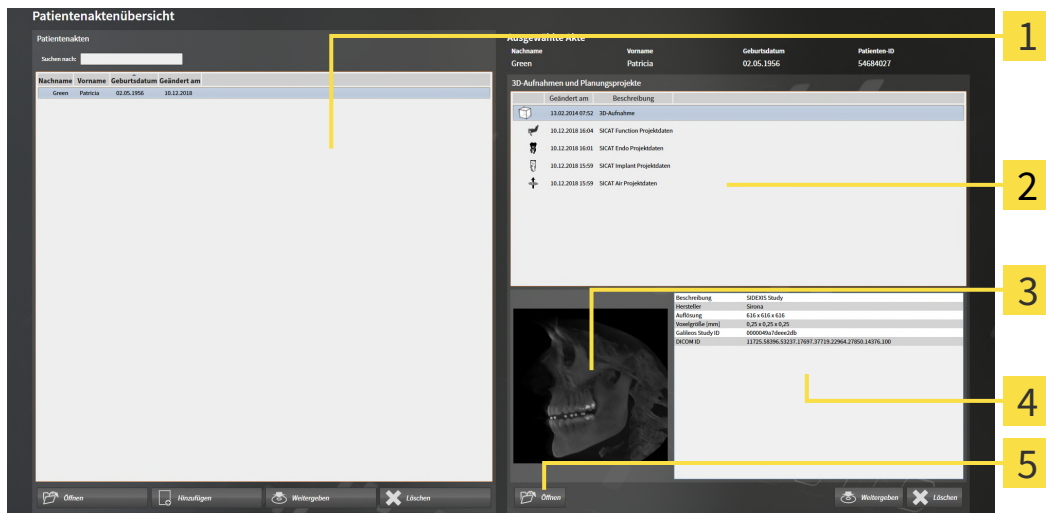 Patientenaktenübersicht
Patientenakten
Suchen nach:
Nachname Vorname Geburtsdatum Geändert am
Green Patricia 02.05.1956 10.12.2018
Öffnen Hinzufügen Weitergeben Löschen
Ausgewählte Akte
Nachname Vorname Geburtsdatum Patienten-ID
Green Patricia 02.05.1956 54684027
3D-Aufnahmen und Planungsprojekte
Geändert am Beschreibung
13.02.2014 07:52 3D-Aufnahme
10.12.2018 16:04 SICAT Function Projektdaten
10.12.2018 16:01 SICAT Endo Projektdaten
10.12.2018 15:59 SICAT Implant Projektdaten
10.12.2018 15:59 SICAT Air Projektdaten
Beschreibung SIDEXIS Study
Hersteller Sirona
Auflösung 616 x 616 x 616
Voxelgröße [mm] 0,25 x 0,25 x 0,25
Galileos Study ID 0000049a7deee2db
DICOM ID 11725.58396.53237.17697.37719.22964.27850.14376.100
Öffnen Weitergeben Löschen
1
2
3
4
5